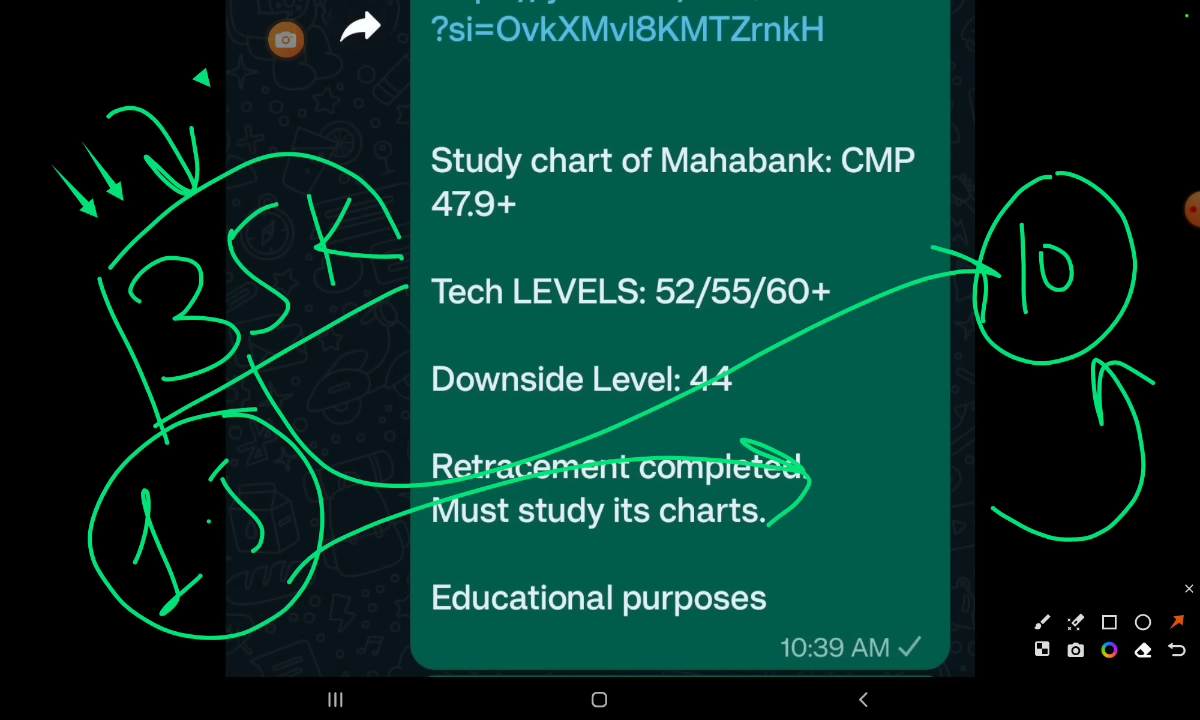 ?si=OvkXMvl8KMTZrnkH
Study chart of Mahabank: CMP
47.9+
Tech LEVELS: 52/55/60+
Downside Level: 44
Retracement completed.
Must study its charts.
Educational purposes
10:39 AM
35K
10
1.5